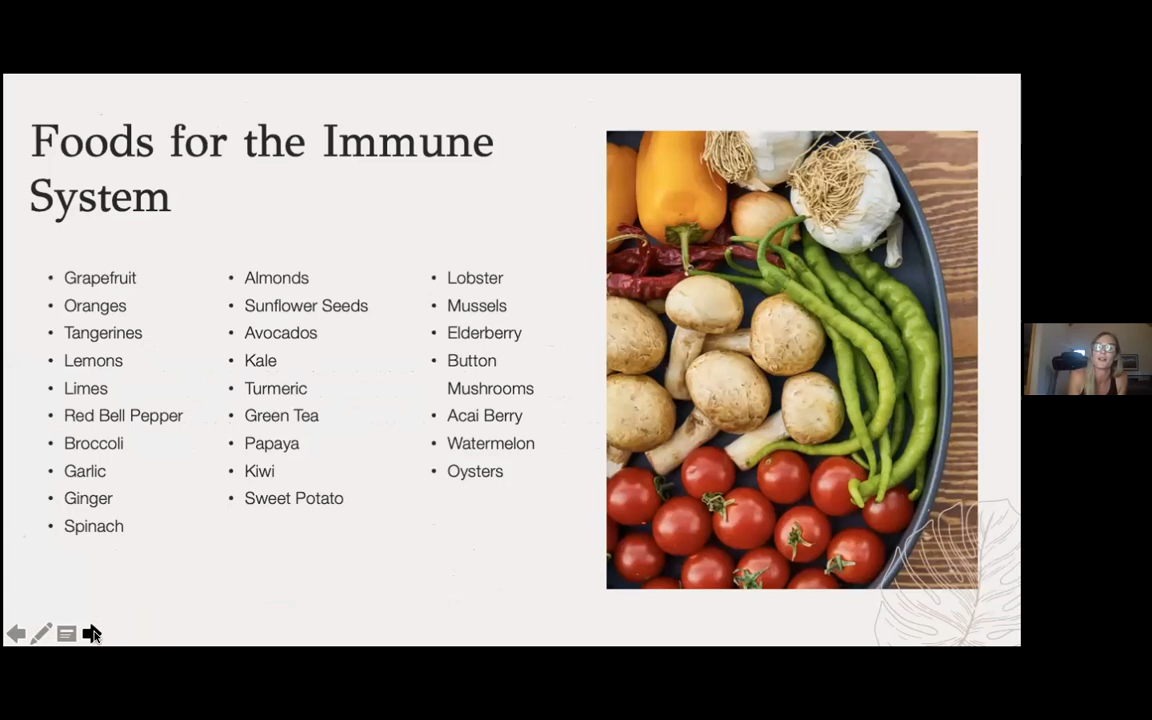 Foods for the Immune
System
• Grapefruit
• Oranges
• Tangerines
• Lemons
• Limes
• Red Bell Pepper
• Broccoli
• Garlic
• Ginger
• Spinach
• Almonds
• Sunflower Seeds
• Avocados
• Kale
• Turmeric
• Green Tea
• Papaya
• Kiwi
• Sweet Potato
• Lobster
• Mussels
• Elderberry
• Button
Mushrooms
• Acai Berry
• Watermelon
• Oysters